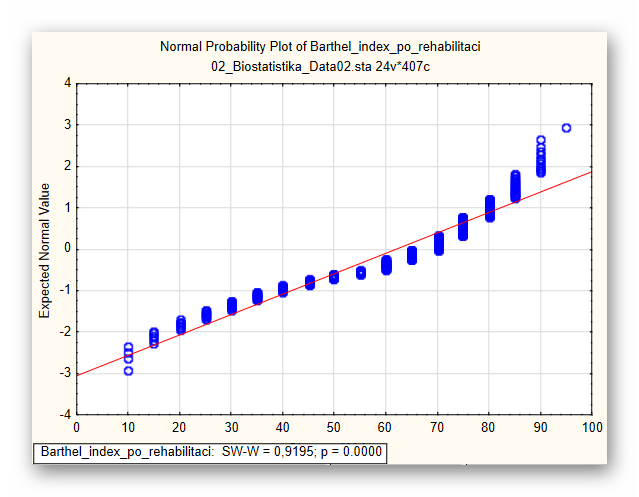 Normal Probability Plot of Barthel_index_po_rehabilitaci
02_Biostatistika_Data02.sta 24v*407c
4
3
2
1
0
-1
-2
-3
-4
Expected Normal Value
0 10 20 30 40 50 60 70 80 90 100
Barthel_index_po_rehabilitaci: SW-W = 0,9195; p = 0.0000